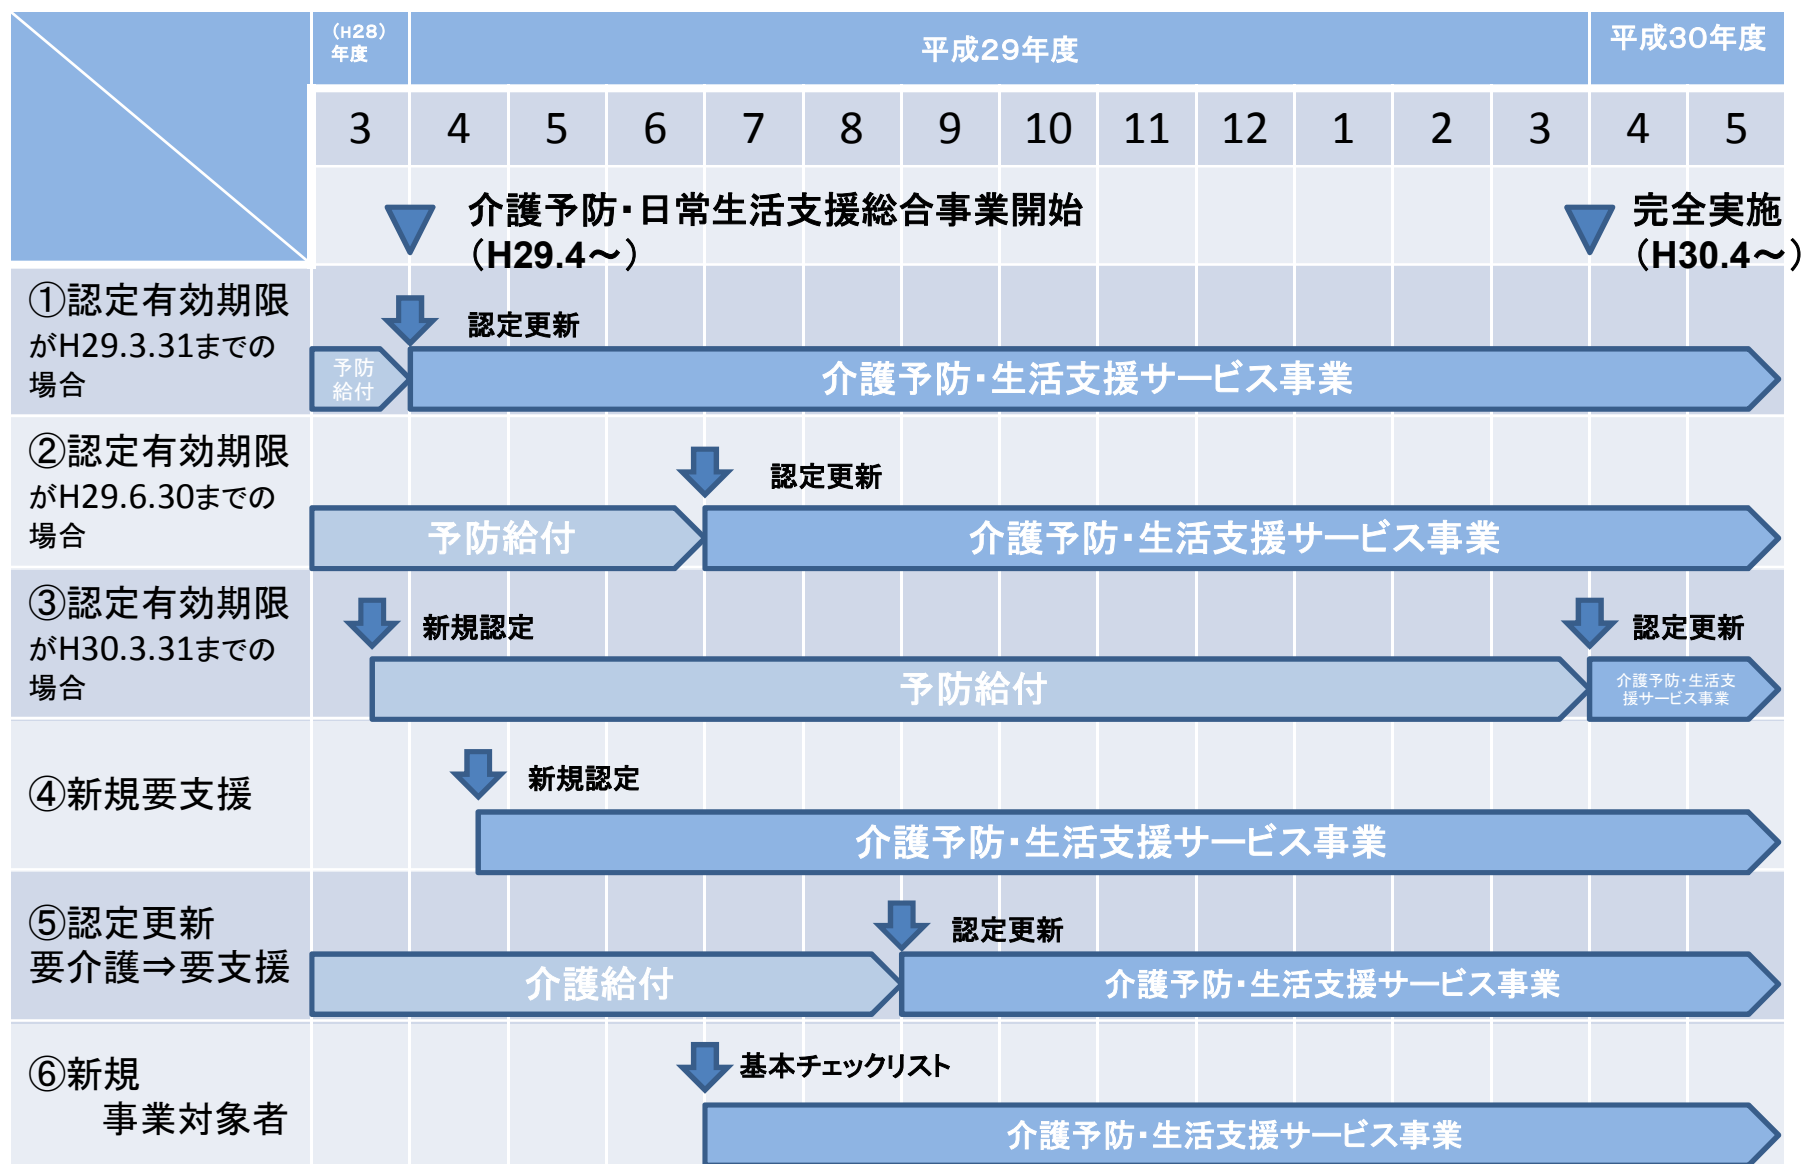 （H28）
年度
平成29年度
平成30年度
3 4 5 6 7 8 9 10 11 12 1 2 3 4 5
介護予防・日常生活支援総合事業開始
（H29.4～）
完全実施
（H30.4～）
①認定有効期限
がH29.3.31までの
場合
認定更新
予防
給付
介護予防・生活支援サービス事業
②認定有効期限
がH29.6.30までの
場合
認定更新
予防給付
介護予防・生活支援サービス事業
③認定有効期限
がH30.3.31までの
場合
新規認定
認定更新
予防給付
介護予防・生活支
援サービス事業
④新規要支援
新規認定
介護予防・生活支援サービス事業
⑤認定更新
要介護⇒要支援
認定更新
介護給付
介護予防・生活支援サービス事業
⑥新規
事業対象者
基本チェックリスト
介護予防・生活支援サービス事業